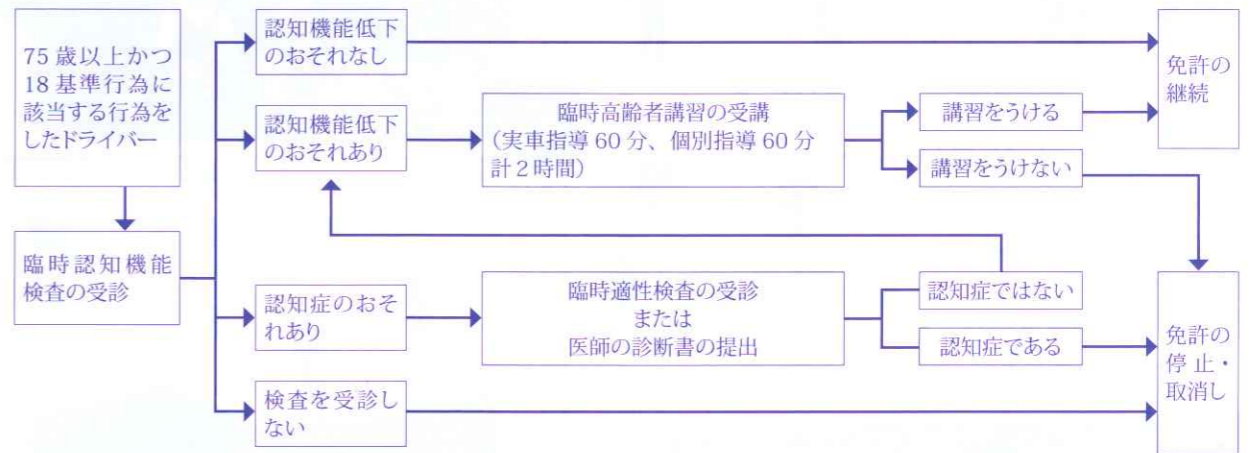 75歳以上かつ
18基準行為に
該当する行為を
したドライバー
臨時認知機能
検査の受診
認知機能低下
のおそれなし
認知機能低下
のおそれあり
臨時高齢者講習の受講
(実車指導60分、個別指導60分
計2時間)
講習をうける
講習をうけない
免許の
継続
認知症のおそ
れあり
臨時適性検査の受診
または
医師の診断書の提出
認知症ではない
認知症である
検査を受診し
ない
免許の
停止・
取消し